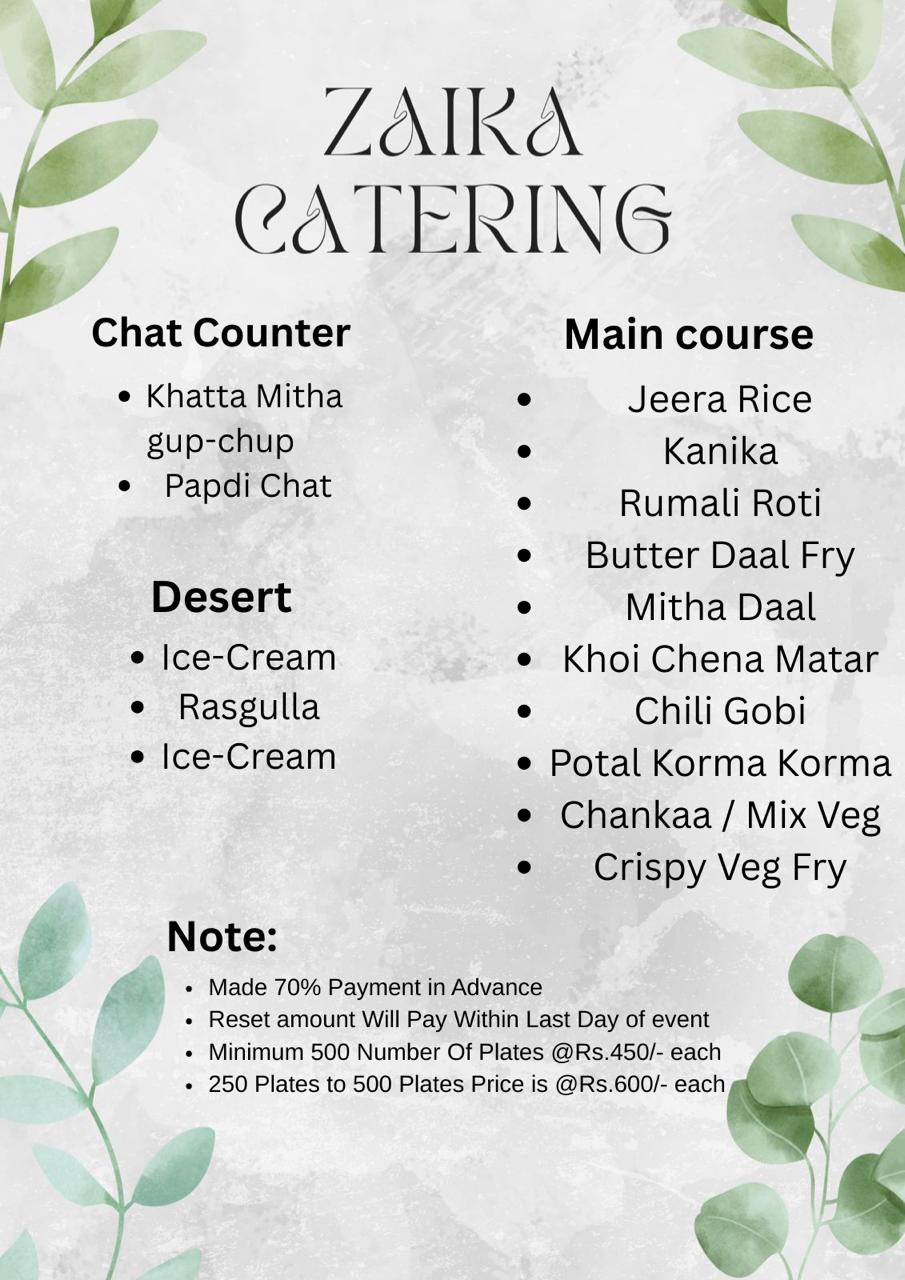 ZAIKA
CATERING
Chat Counter
• Khatta Mitha
gup-chup
• Papdi Chat
Desert
• Ice-Cream
• Rasgulla
• Ice-Cream
Main course
• Jeera Rice
• Kanika
• Rumali Roti
• Butter Daal Fry
• Mitha Daal
• Khoi Chena Matar
• Chili Gobi
• Potal Korma Korma
• Chankaa / Mix Veg
• Crispy Veg Fry
Note:
• Made 70% Payment in Advance
• Reset amount Will Pay Within Last Day of event
• Minimum 500 Number Of Plates @Rs.450/- each
• 250 Plates to 500 Plates Price is @Rs.600/- each